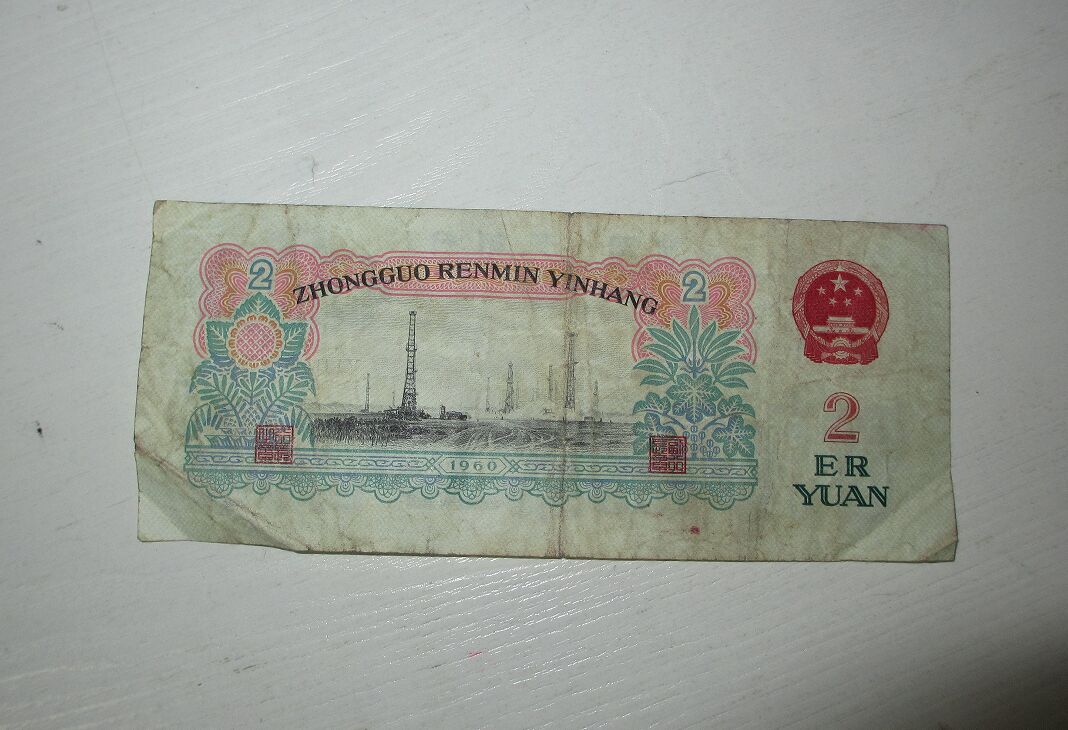 2
2
ZHONGGUO RENMIN YINHANG
1960
2
ER
YUAN